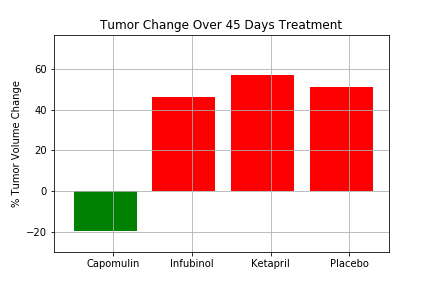 Tumor Change Over 45 Days Treatment
% Tumor Volume Change
60
40
20
0
−20
Capomulin
Infubinol
Ketapril
Placebo